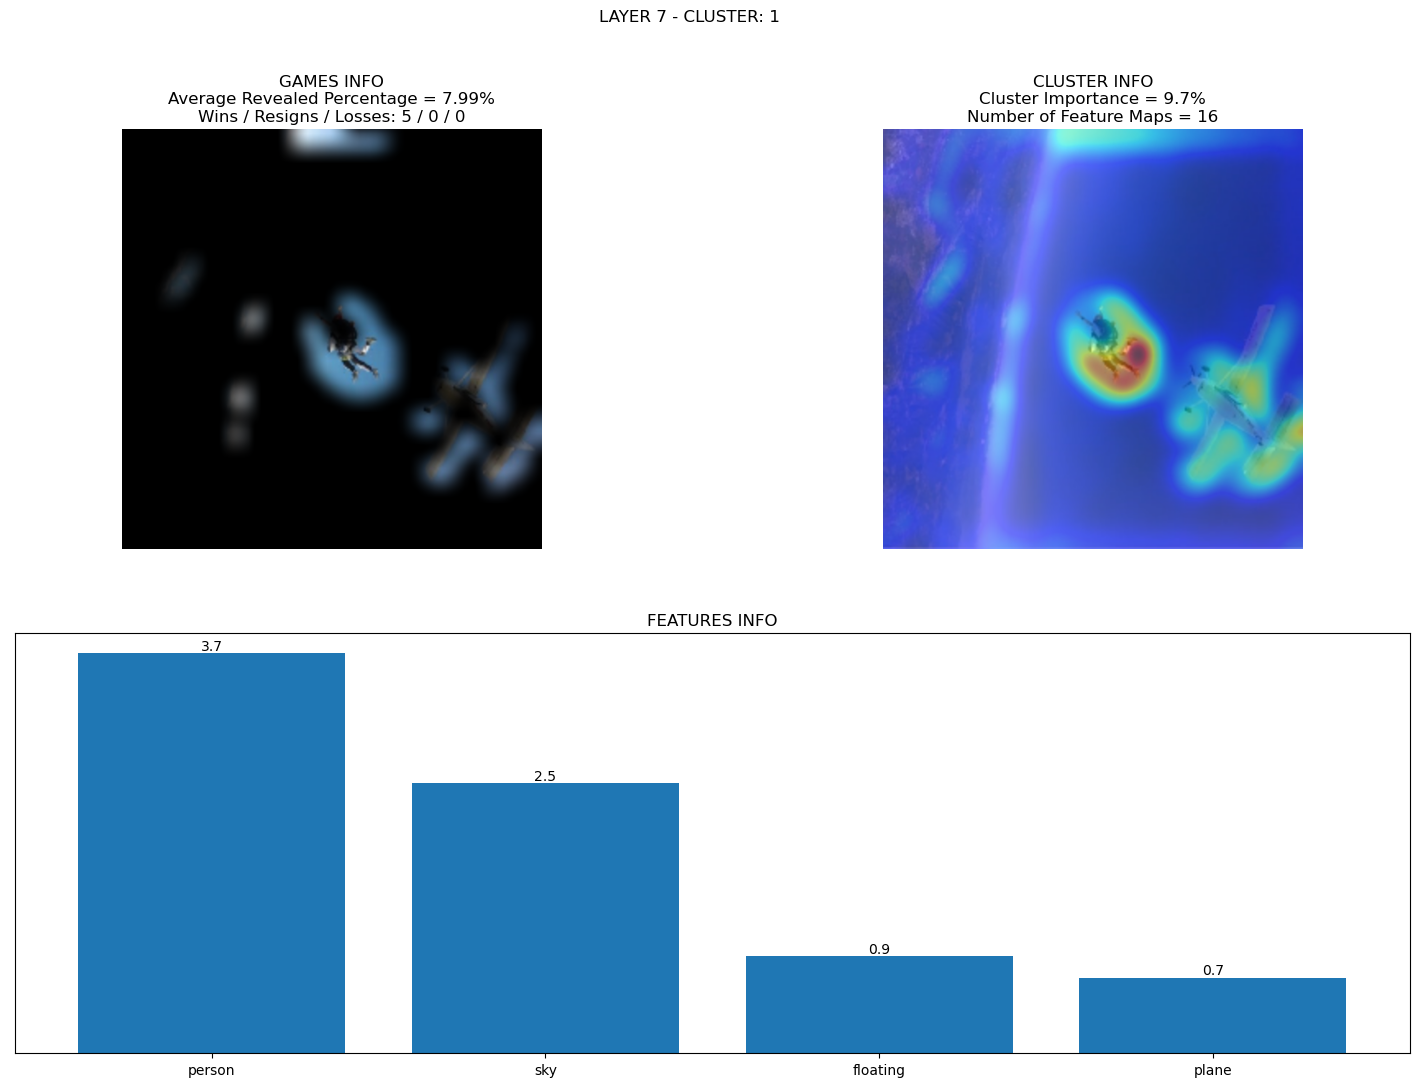 LAYER 7 - CLUSTER: 1
GAMES INFO
Average Revealed Percentage = 7.99%
Wins / Resigns / Losses: 5 / 0 / 0
CLUSTER INFO
Cluster Importance = 9.7%
Number of Feature Maps = 16
FEATURES INFO
3.7
2.5
0.9
0.7
person
sky
floating
plane